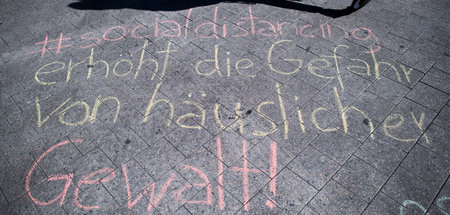 #socialdistancing
erhöht die Gefahr
von häuslicher
Gewalt!